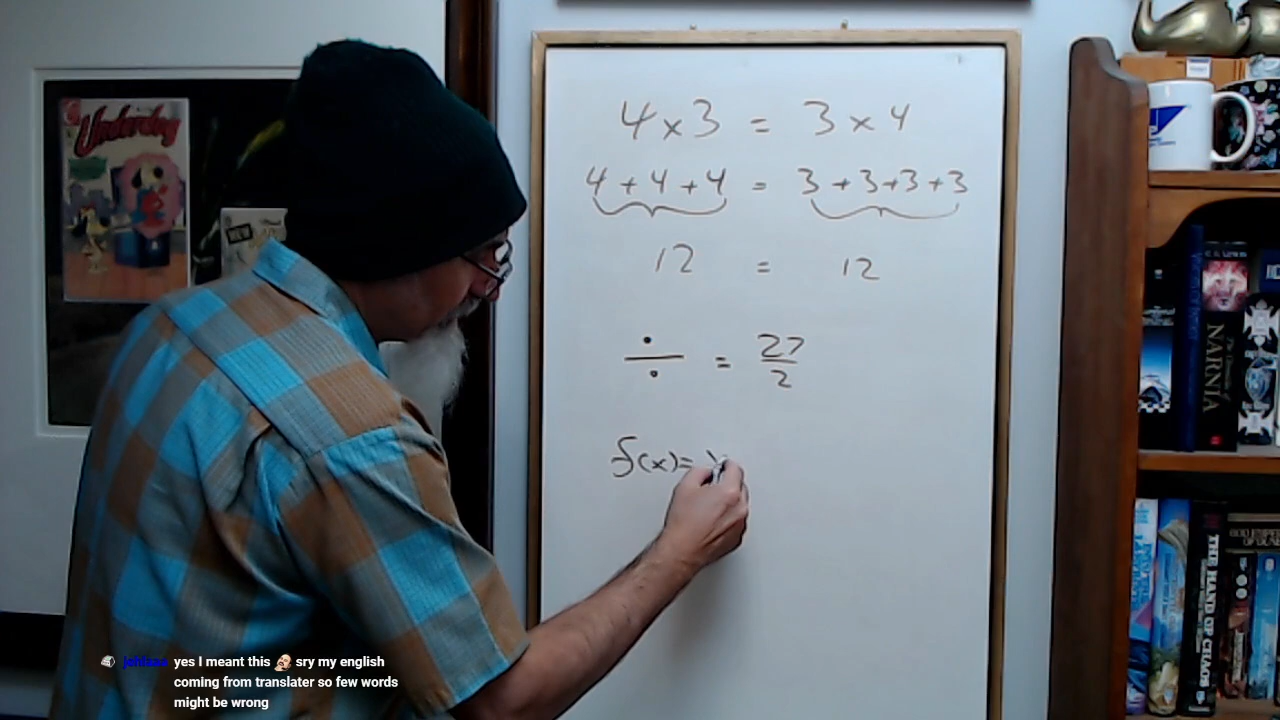 Underdog
NEW
4 x 3 = 3 x 4
4 + 4 + 4 = 3 + 3 + 3 + 3
12 = 12
÷ = 27/2
f(x) =
NARNIA
THE HAND OF CHAOS
yes I meant this sry my english
coming from translater so few words
might be wrong